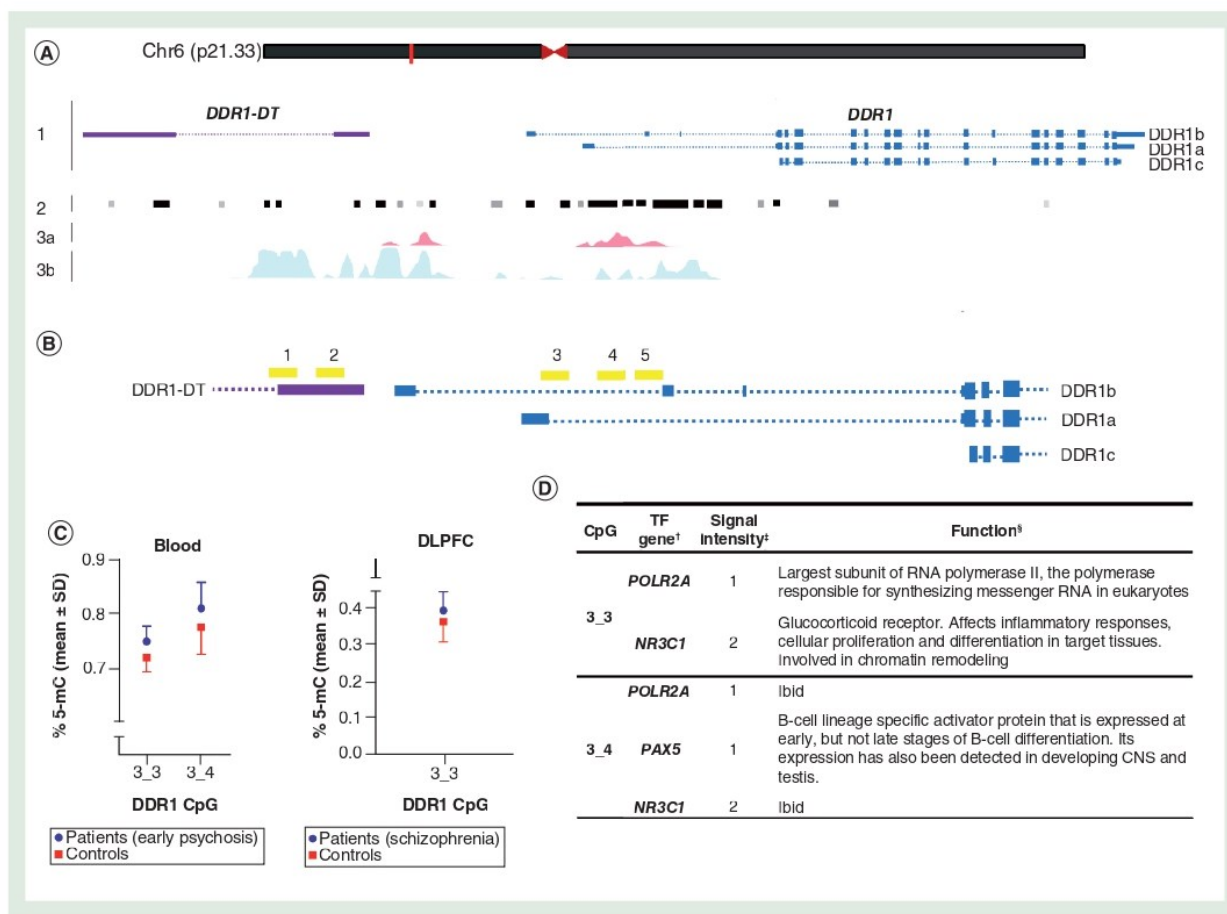 A
Chr6 (p21.33)
DDR1-DT
DDR1
1
DDR1b
DDR1a
DDR1c
2
3a
3b
B
1
2
3
4
5
DDR1-DT
DDR1b
DDR1a
DDR1c
C
Blood
% 5-mC (mean ± SD)
0.9
0.8
0.7
3_3
3_4
DDR1 CpG
Patients (early psychosis)
Controls
DLPFC
% 5-mC (mean ± SD)
0.4
0.3
0.2
0.1
0.0
3_3
DDR1 CpG
Patients (schizophrenia)
Controls
D
CpG
TF
gene†
Signal
intensity‡
Function§
3_3
POLR2A
1
Largest subunit of RNA polymerase II, the polymerase
responsible for synthesizing messenger RNA in eukaryotes
NR3C1
2
Glucocorticoid receptor. Affects inflammatory responses,
cellular proliferation and differentiation in target tissues.
Involved in chromatin remodeling
3_4
POLR2A
1
Ibid
PAX5
1
B-cell lineage specific activator protein that is expressed at
early, but not late stages of B-cell differentiation. Its
expression has also been detected in developing CNS and
testis.
NR3C1
2
Ibid